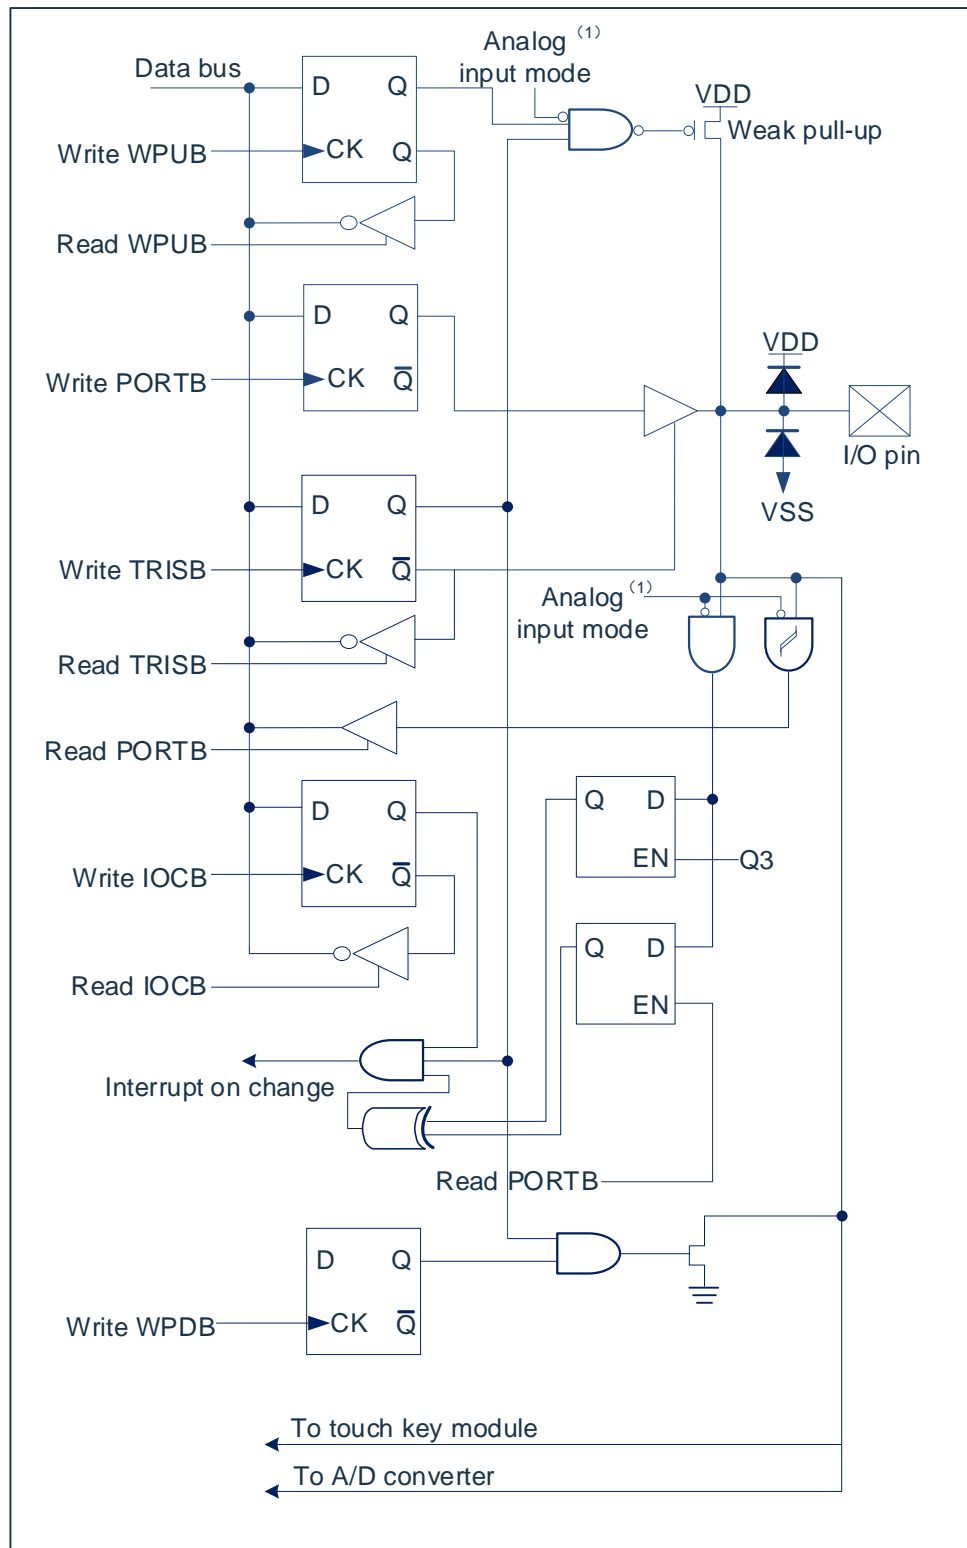 Analog (1)
input mode
Data bus
D
Q
VDD
Weak pull-up
Write WPUB
CK
Q
Read WPUB
D
Q
VDD
Write PORTB
CK
Q̅
I/O pin
D
Q
VSS
Write TRISB
CK
Q̅
Analog (1)
input mode
Read TRISB
Read PORTB
D
Q
Q
D
EN
Q3
Write IOCB
CK
Q̅
Q
D
Read IOCB
EN
Interrupt on change
Read PORTB
D
Q
Write WPDB
CK
Q̅
To touch key module
To A/D converter